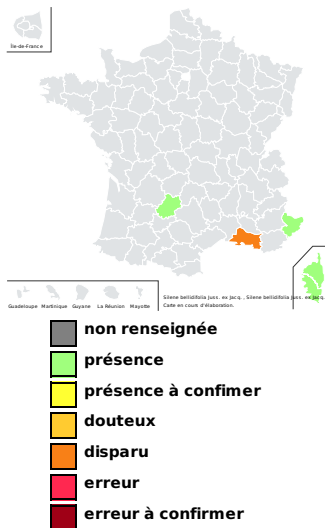 Île-de-France
Guadeloupe Martinique Guyane La Réunion Mayotte
Silene bellidifolia Juss. ex Jacq. , Silene bellidifolia Juss. ex Jacq.
Carte en cours d'élaboration.
non renseignée
présence
présence à confimer
douteux
disparu
erreur
erreur à confirmer